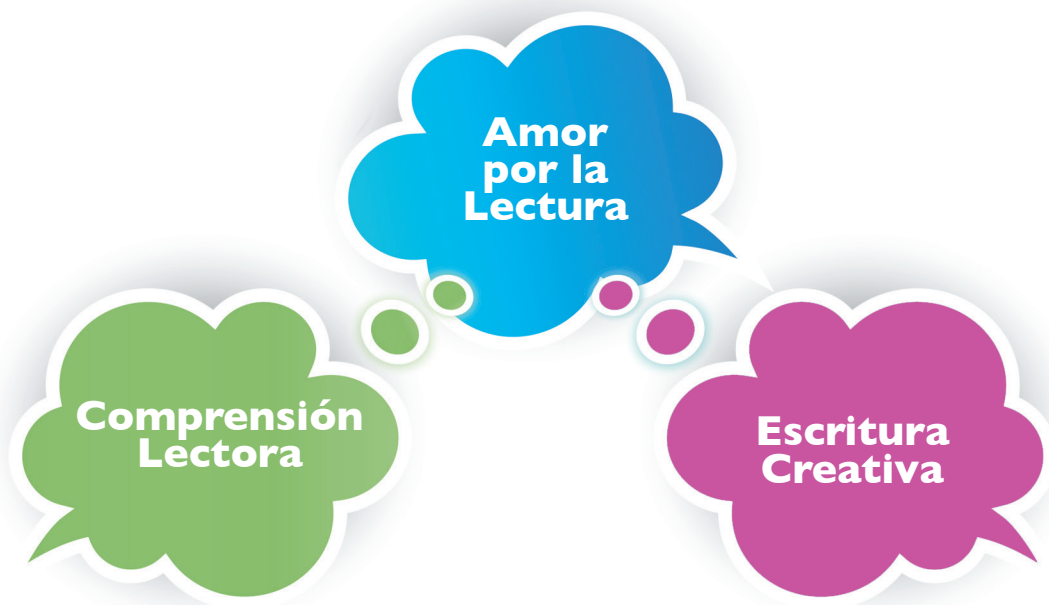 Amor
por la
Lectura
Comprensión
Lectora
Escritura
Creativa